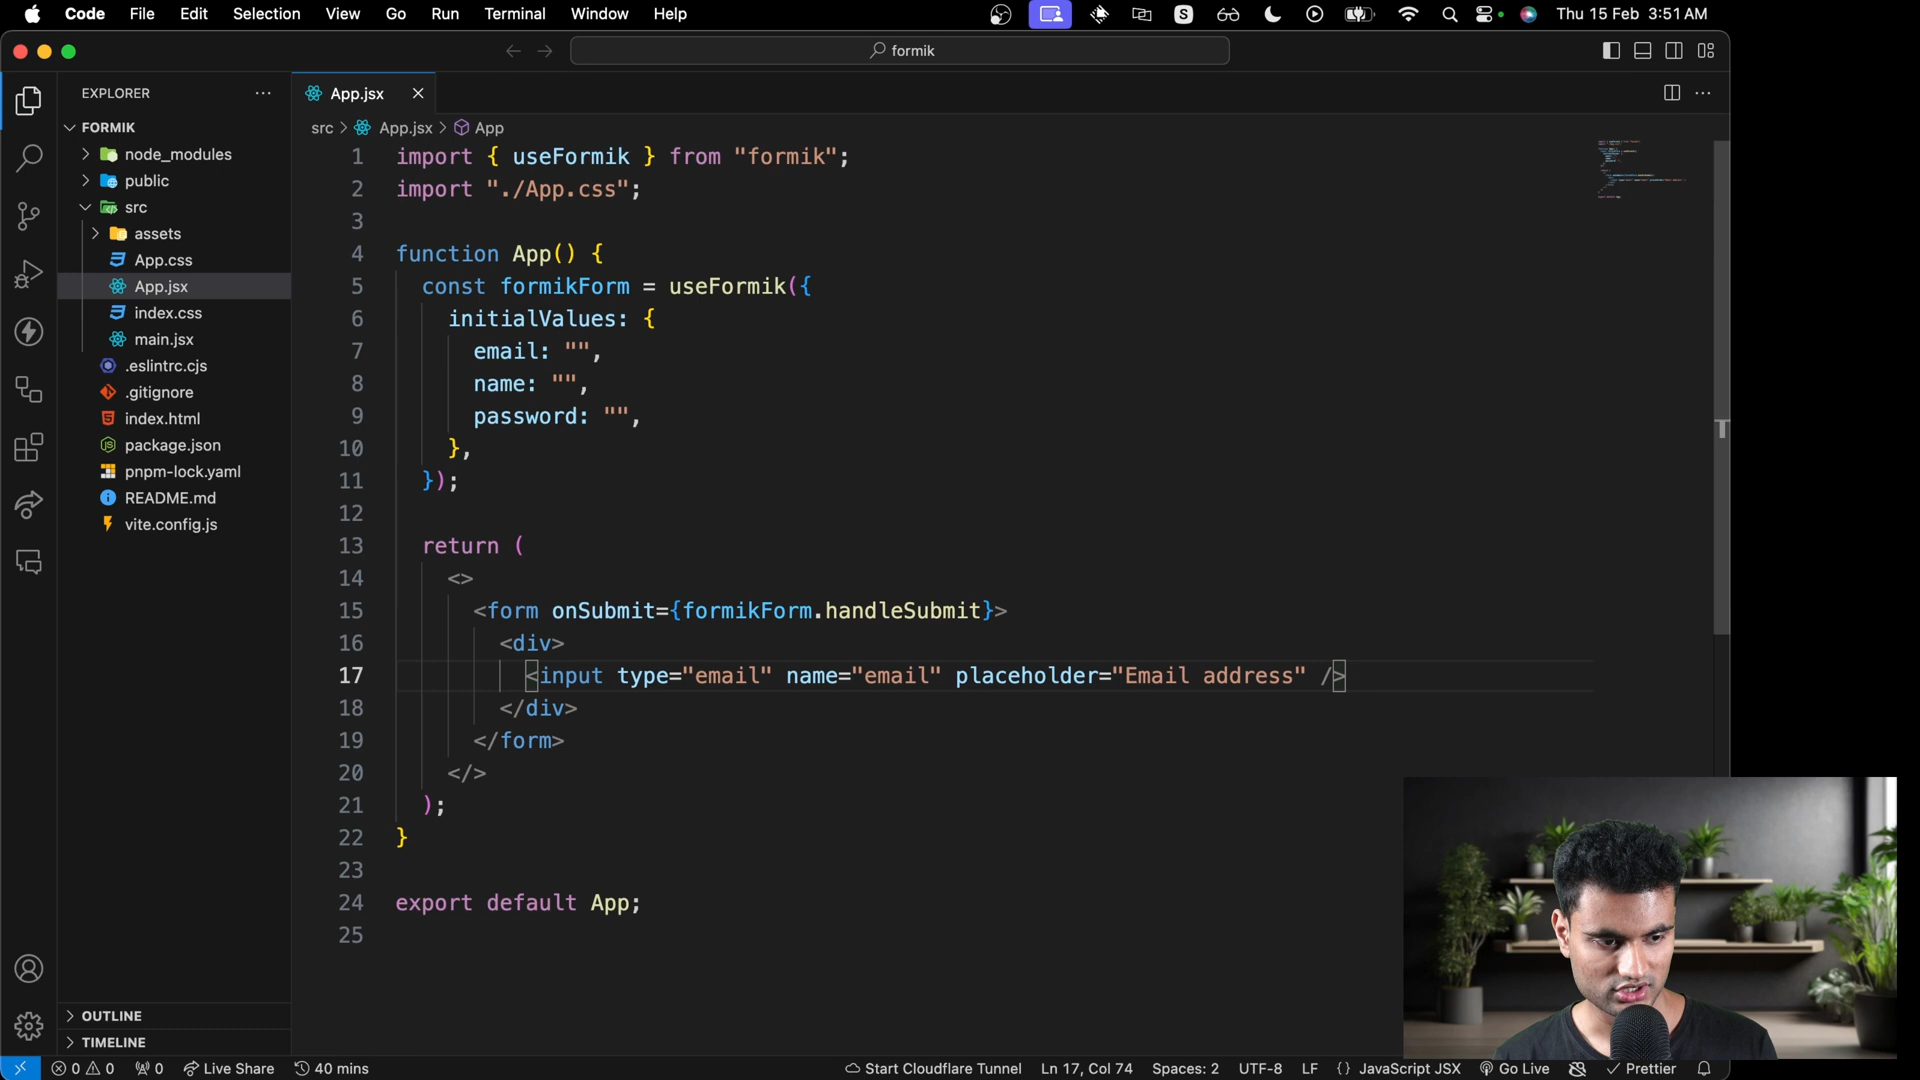 Code File Edit Selection View Go Run Terminal Window Help
S
Thu 15 Feb 3:51 AM
formik
EXPLORER
FORMIK
node_modules
public
src
assets
App.css
App.jsx
index.css
main.jsx
.eslintrc.cjs
.gitignore
index.html
package.json
pnpm-lock.yaml
README.md
vite.config.js
OUTLINE
TIMELINE
App.jsx
src > App.jsx > App
1 import { useFormik } from "formik";
2 import "./App.css";
3
4 function App() {
5 const formikForm = useFormik({
6 initialValues: {
7 email: "",
8 name: "",
9 password: "",
10 },
11 });
12
13 return (
14 <>
15 <form onSubmit={formikForm.handleSubmit}>
16 <div>
17 <input type="email" name="email" placeholder="Email address" />
18 </div>
19 </form>
20 </>
21 );
22 }
23
24 export default App;
25
0 0 0 Live Share 40 mins Start Cloudflare Tunnel Ln 17, Col 74 Spaces: 2 UTF-8 LF {} JavaScript JSX Go Live Prettier